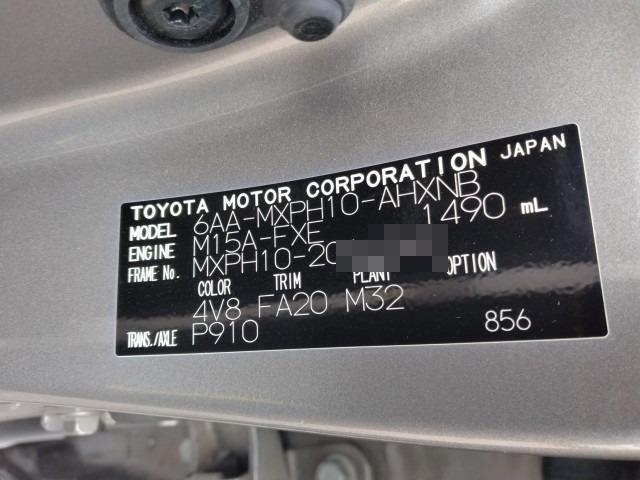 TOYOTA MOTOR CORPORATION JAPAN
MODEL 6AA-MXPH10-AHXNB
ENGINE M15A-FXE 1490 mL
FRAME No. MXPH10-20
COLOR TRIM PLANT OPTION
4V8 FA20 M32
TRANS./AXLE P910 856